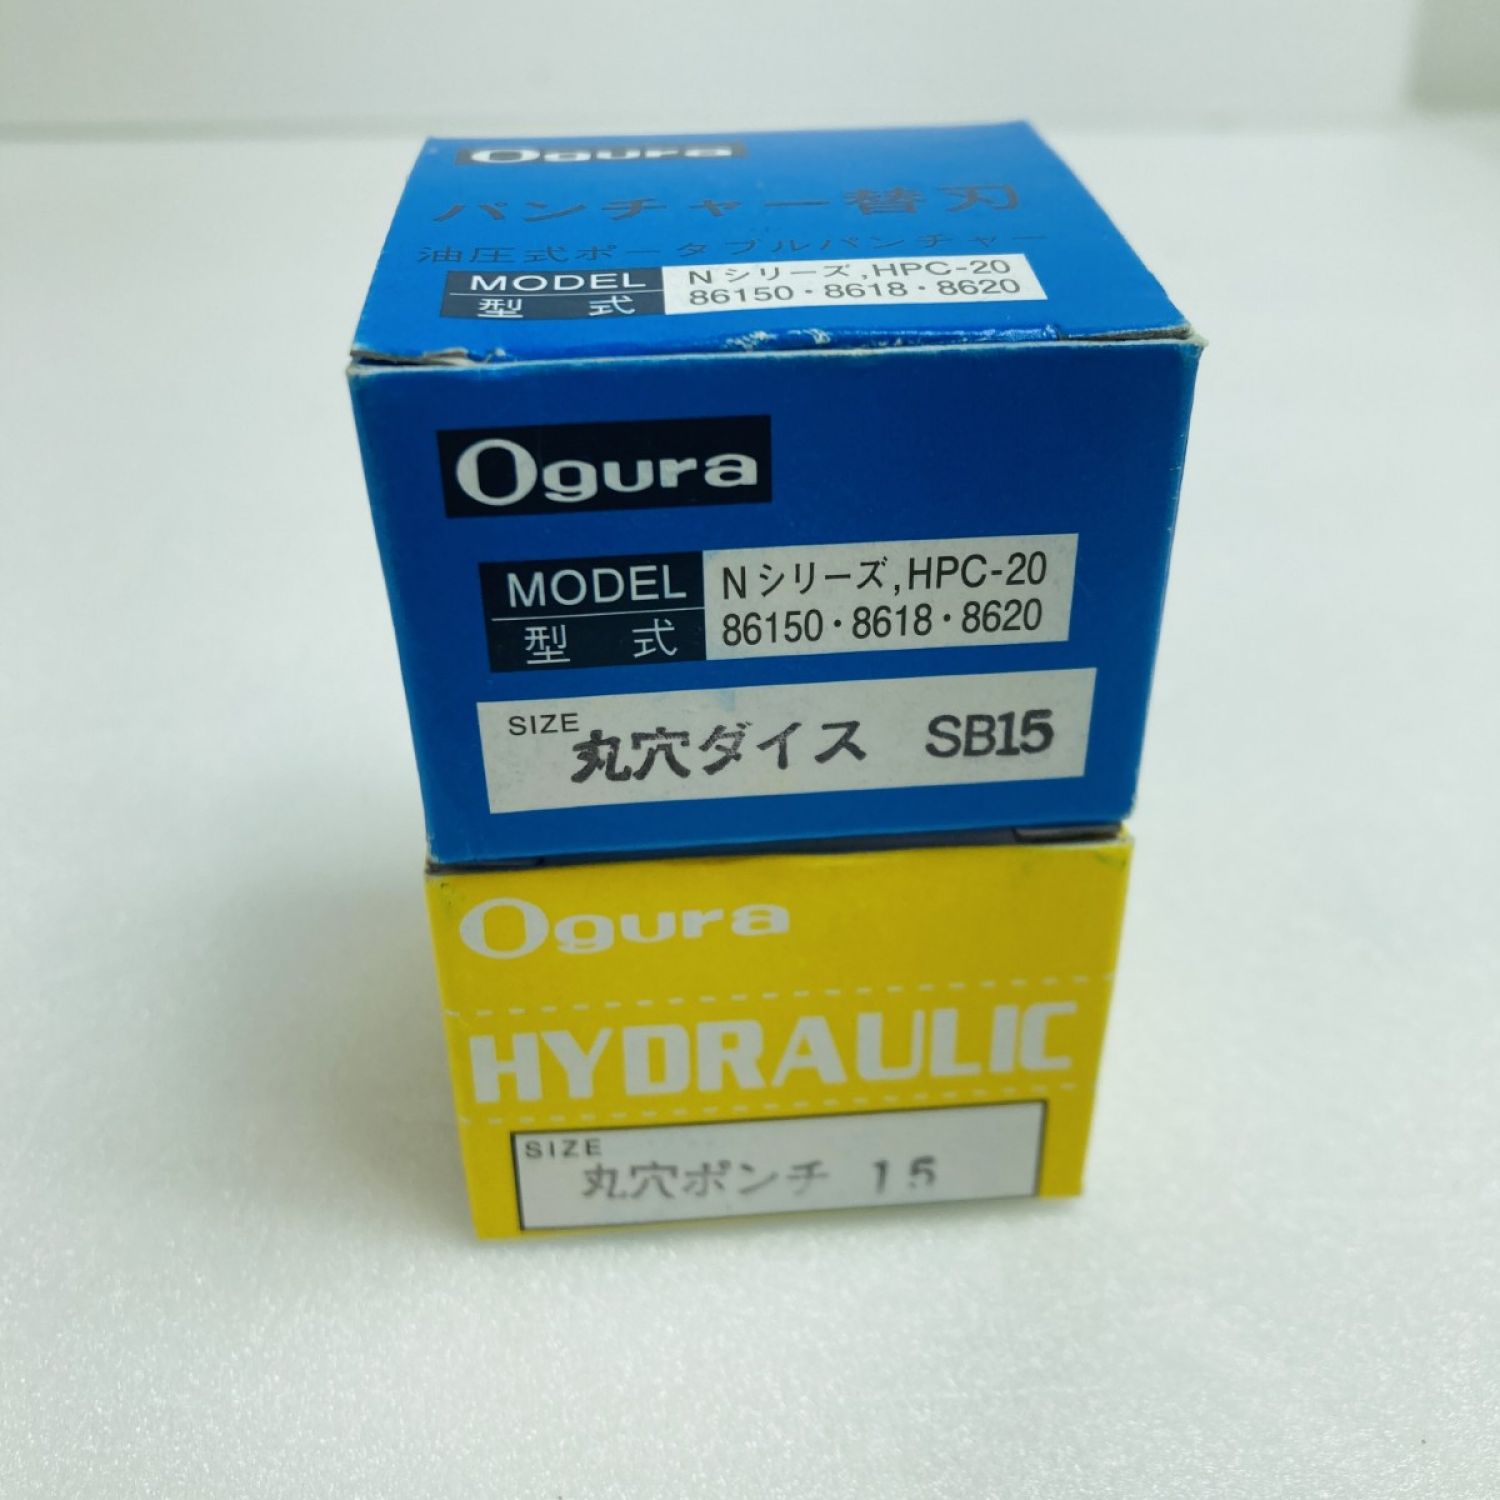 Ogura
パンチャー替刃
油圧式ポータブルパンチャー
MODEL
型式
Nシリーズ,HPC-20
86150・8618・8620
Ogura
MODEL
型式
Nシリーズ,HPC-20
86150・8618・8620
SIZE
丸穴ダイス SB15
Ogura
HYDRAULIC
SIZE
丸穴ポンチ 15